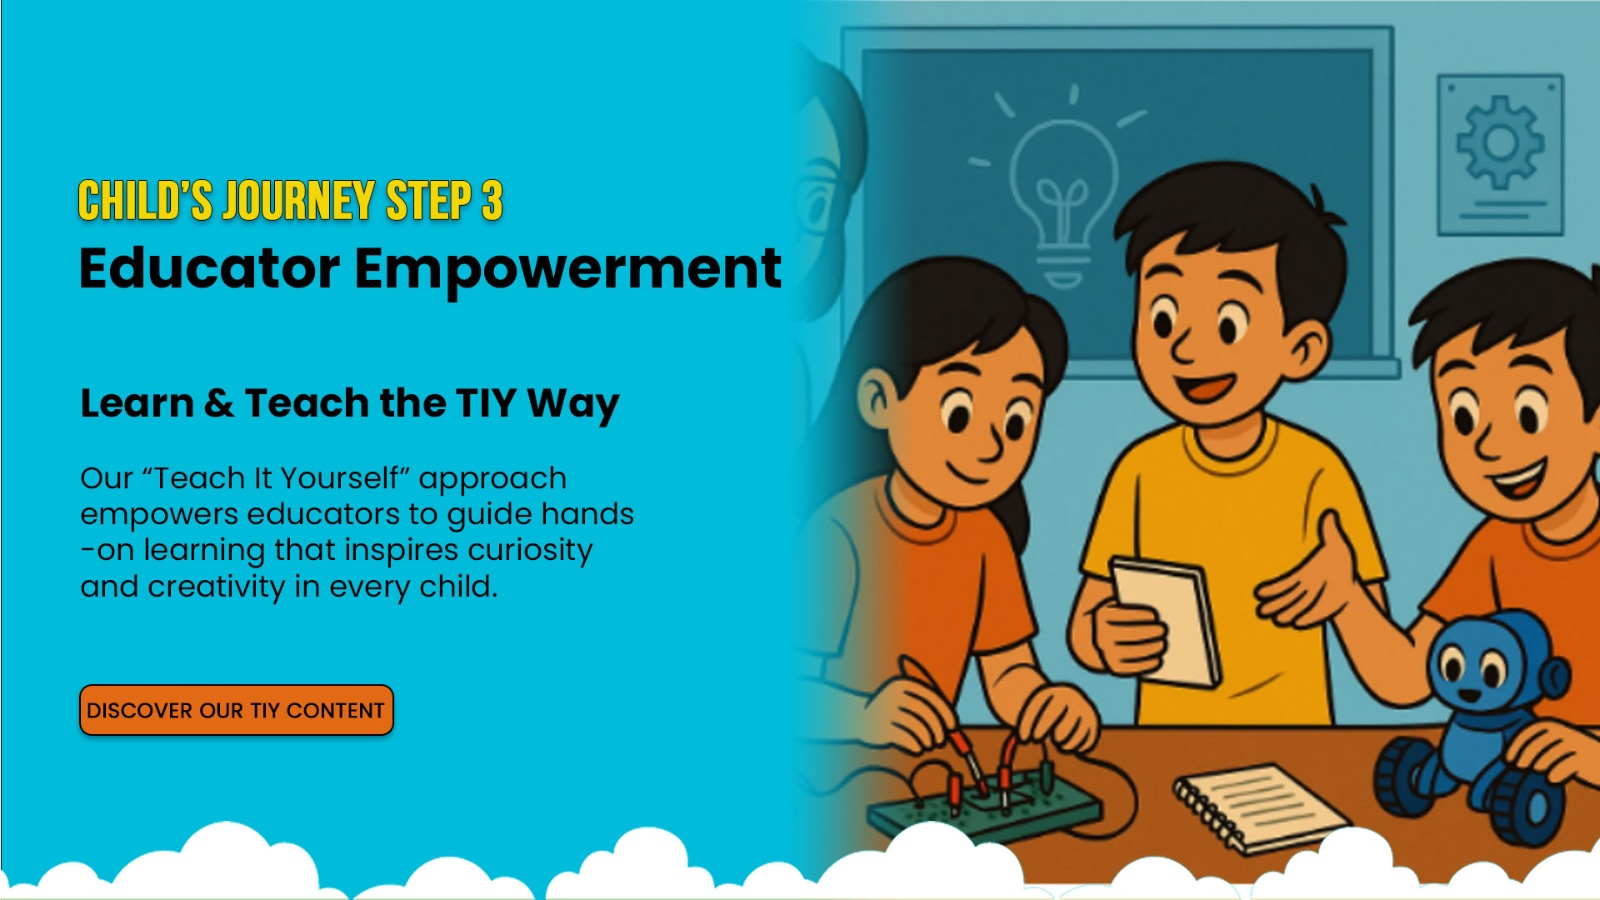 CHILD’S JOURNEY STEP 3
Educator Empowerment
Learn & Teach the TIY Way
Our “Teach It Yourself” approach
empowers educators to guide hands
-on learning that inspires curiosity
and creativity in every child.
DISCOVER OUR TIY CONTENT